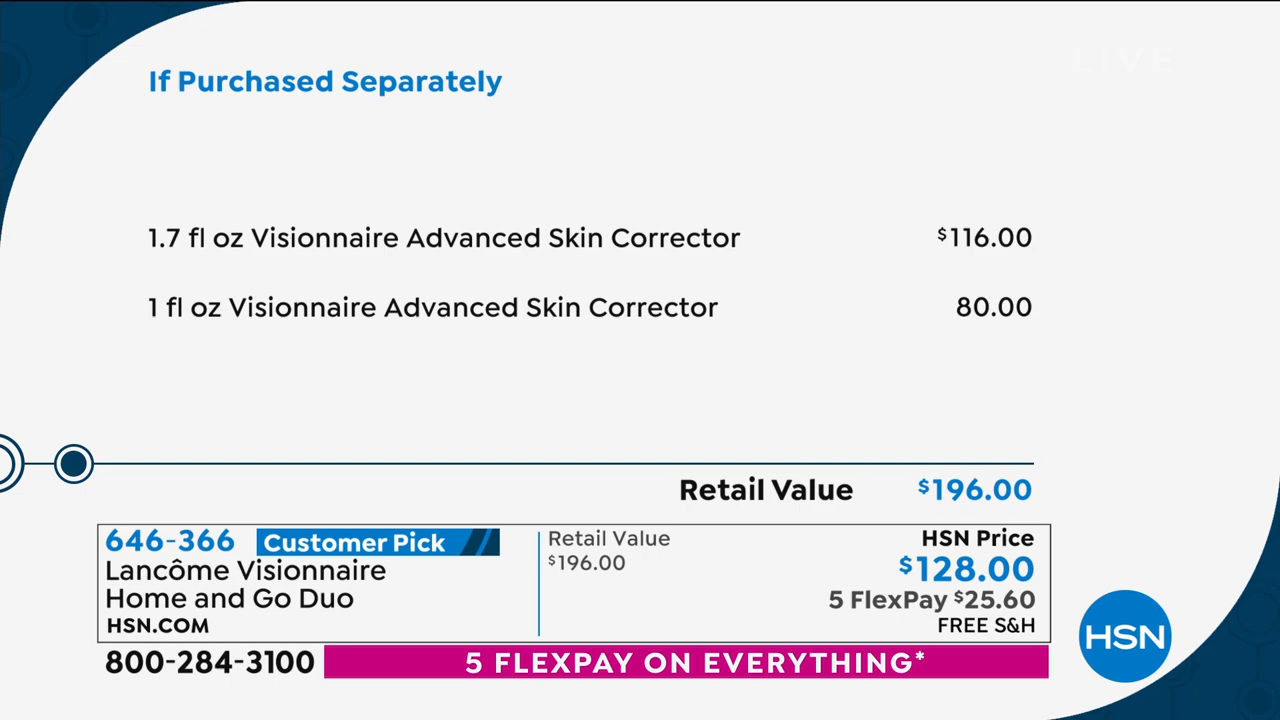 LIVE
If Purchased Separately
1.7 fl oz Visionnaire Advanced Skin Corrector $116.00
1 fl oz Visionnaire Advanced Skin Corrector 80.00
Retail Value $196.00
646-366 Customer Pick
Lancôme Visionnaire
Home and Go Duo
HSN.COM
Retail Value
$196.00
HSN Price
$128.00
5 FlexPay $25.60
FREE S&H
HSN
800-284-3100 5 FLEXPAY ON EVERYTHING*